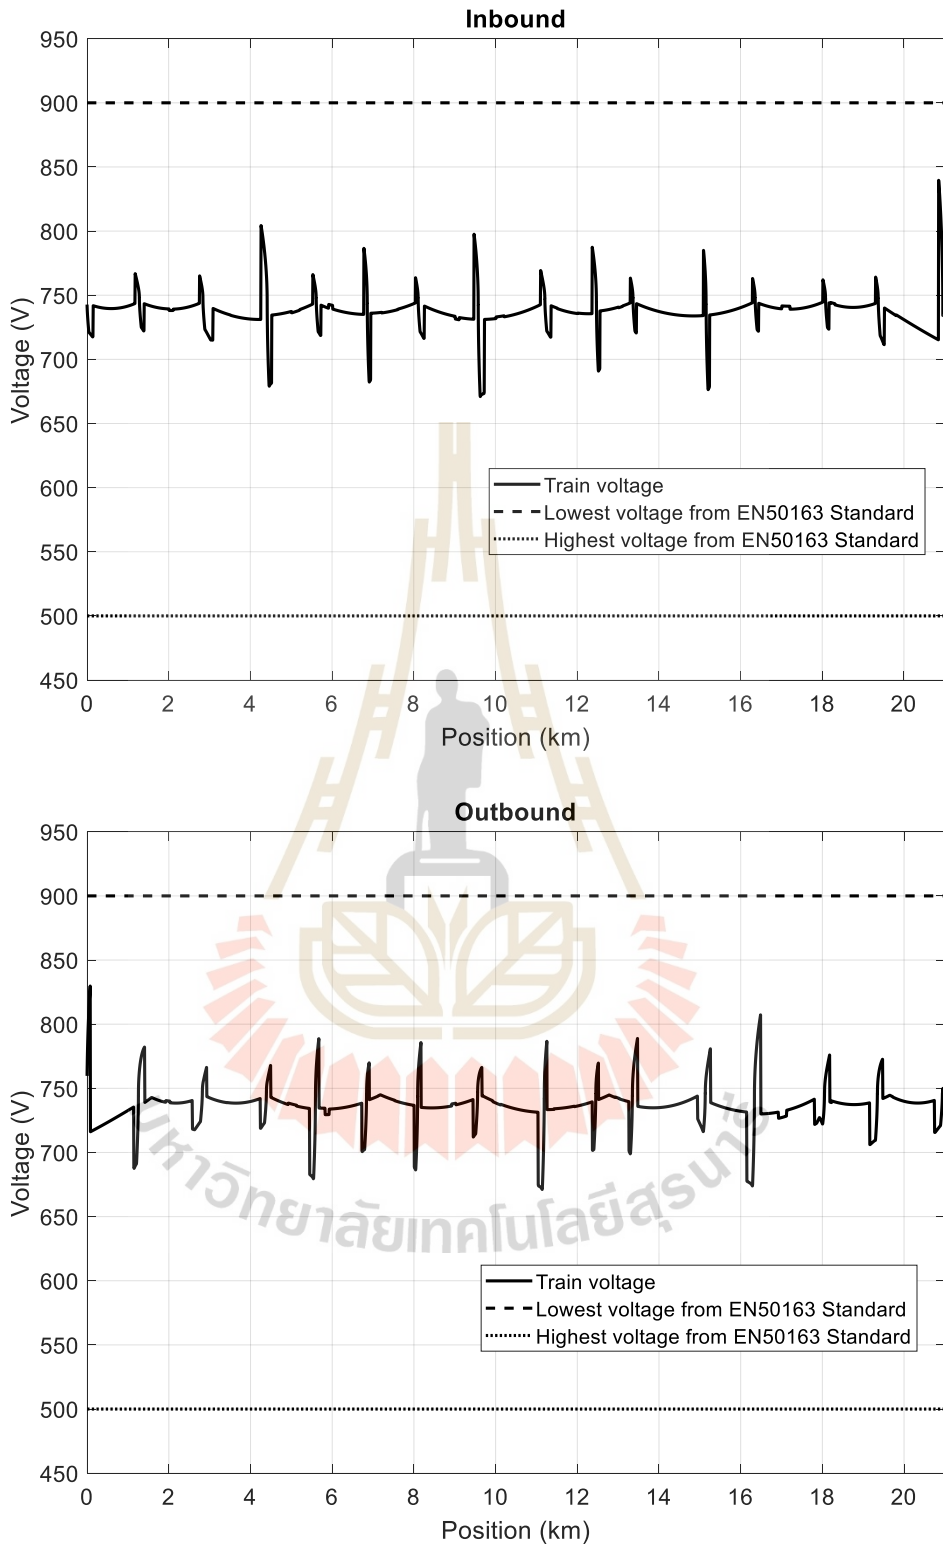 Inbound
950
900
850
800
750
700
650
600
550
500
450
Voltage (V)
Train voltage
Lowest voltage from EN50163 Standard
Highest voltage from EN50163 Standard
0 2 4 6 8 10 12 14 16 18 20
Position (km)
Outbound
950
900
850
800
750
700
650
600
550
500
450
Voltage (V)
มหาวิทยาลัยเทคโนโลยีสุรนารี
Train voltage
Lowest voltage from EN50163 Standard
Highest voltage from EN50163 Standard
0 2 4 6 8 10 12 14 16 18 20
Position (km)